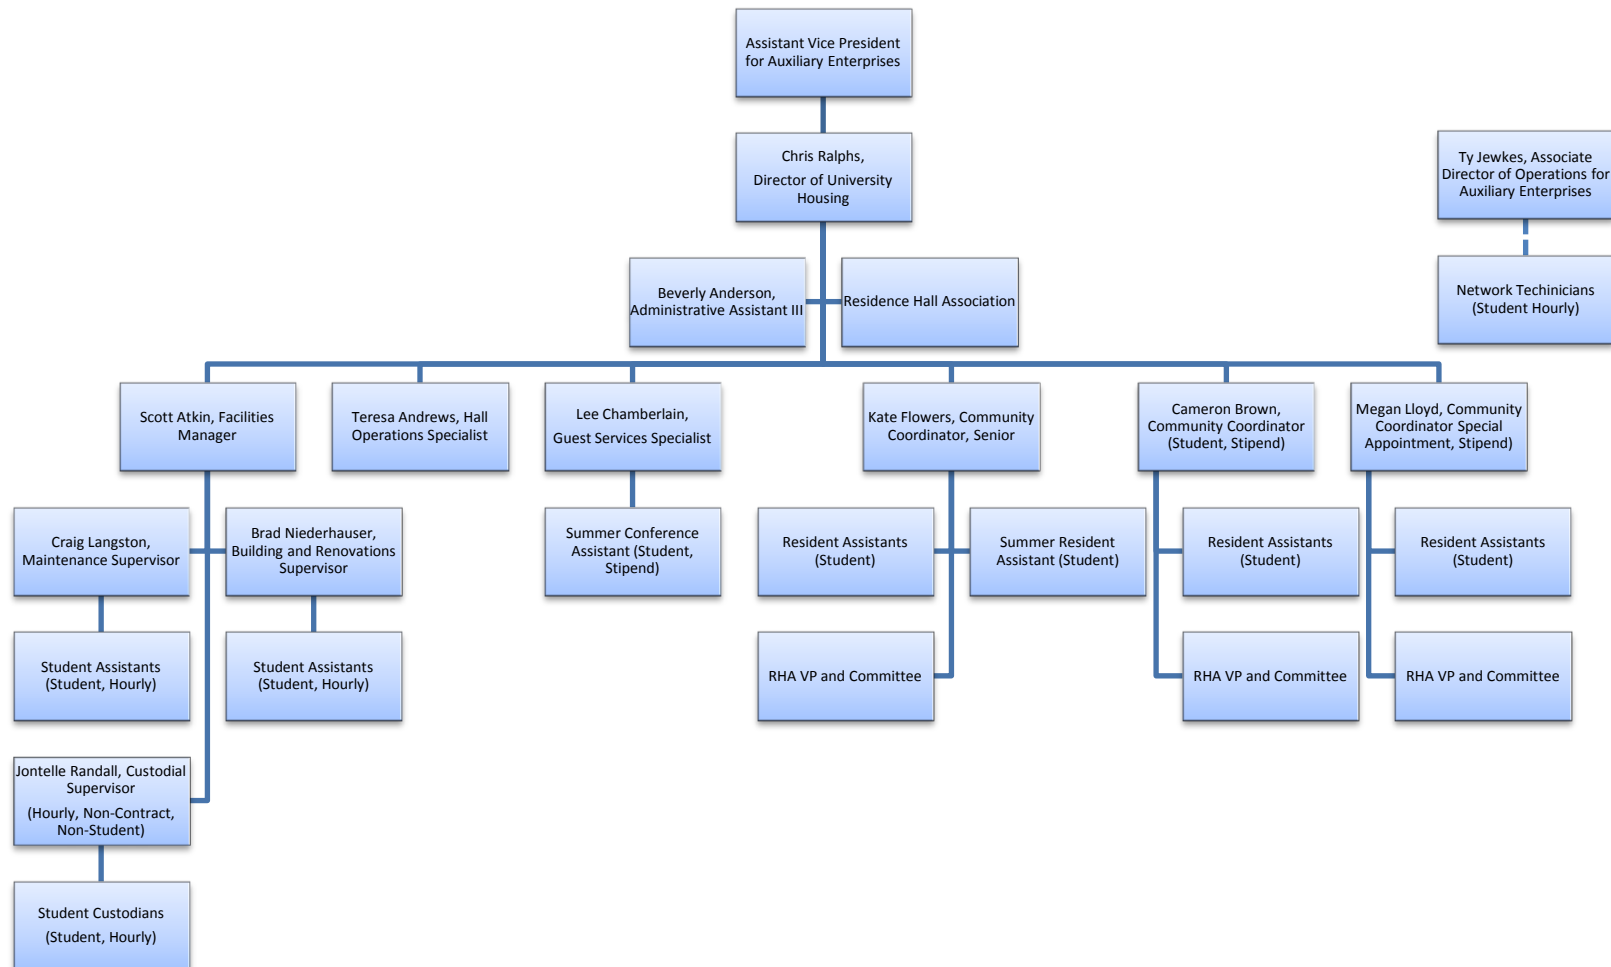 Assistant Vice President
for Auxiliary Enterprises
Chris Ralphs,
Director of University
Housing
Ty Jewkes, Associate
Director of Operations for
Auxiliary Enterprises
Beverly Anderson,
Administrative Assistant III
Residence Hall Association
Network Techinicians
(Student Hourly)
Scott Atkin, Facilities
Manager
Teresa Andrews, Hall
Operations Specialist
Lee Chamberlain,
Guest Services Specialist
Kate Flowers, Community
Coordinator, Senior
Cameron Brown,
Community Coordinator
(Student, Stipend)
Megan Lloyd, Community
Coordinator Special
Appointment, Stipend)
Craig Langston,
Maintenance Supervisor
Brad Niederhauser,
Building and Renovations
Supervisor
Summer Conference
Assistant (Student,
Stipend)
Resident Assistants
(Student)
Summer Resident
Assistant (Student)
Resident Assistants
(Student)
Resident Assistants
(Student)
Student Assistants
(Student, Hourly)
Student Assistants
(Student, Hourly)
RHA VP and Committee
RHA VP and Committee
RHA VP and Committee
Jontelle Randall, Custodial
Supervisor
(Hourly, Non-Contract,
Non-Student)
Student Custodians
(Student, Hourly)